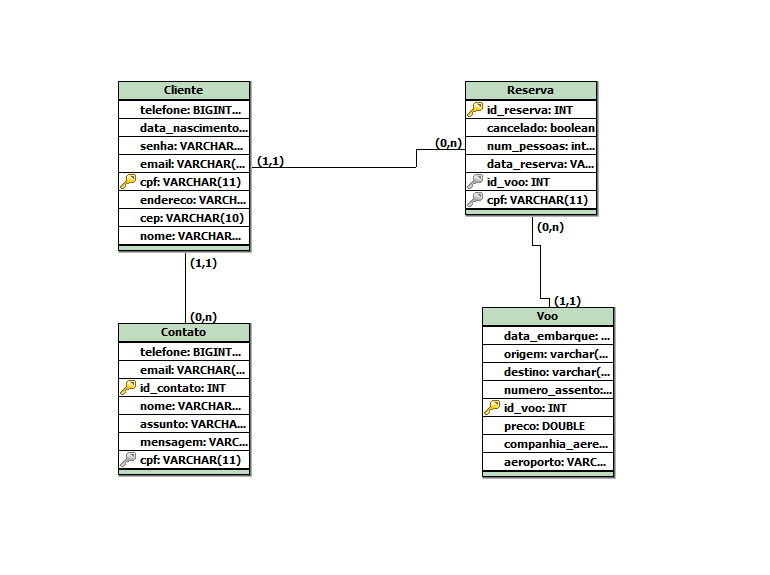 Cliente
telefone: BIGINT...
data_nascimento...
senha: VARCHAR...
email: VARCHAR(...
cpf: VARCHAR(11)
endereco: VARCH...
cep: VARCHAR(10)
nome: VARCHAR...
(1,1)
(0,n)
Reserva
id_reserva: INT
cancelado: boolean
num_pessoas: int...
data_reserva: VA...
id_voo: INT
cpf: VARCHAR(11)
(1,1)
(0,n)
Contato
telefone: BIGINT...
email: VARCHAR(...
id_contato: INT
nome: VARCHAR...
assunto: VARCHA...
mensagem: VARC...
cpf: VARCHAR(11)
(0,n)
(1,1)
Voo
data_embarque: ...
origem: varchar(...
destino: varchar(...
numero_assento:...
id_voo: INT
preco: DOUBLE
companhia_aere...
aeroporto: VARC...